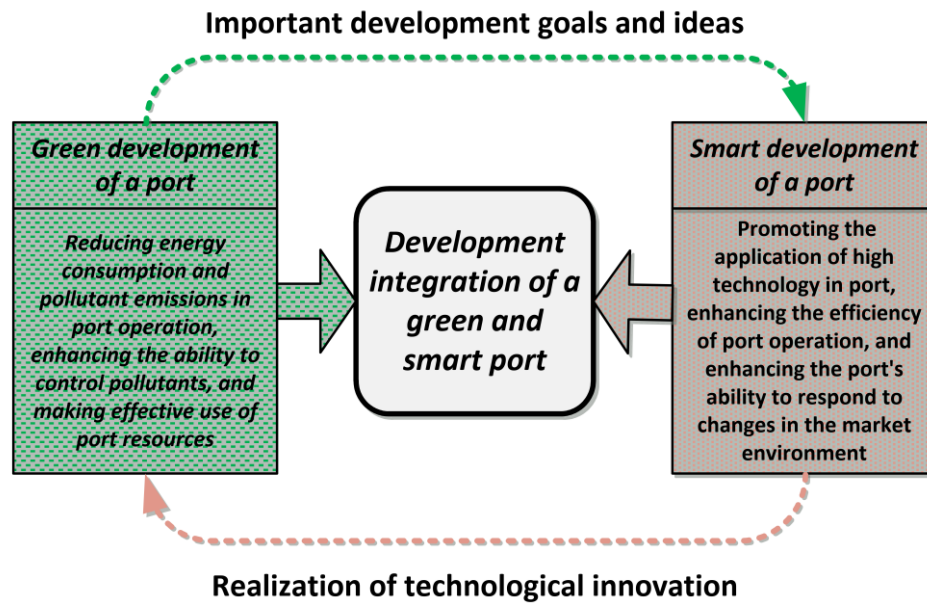 Important development goals and ideas
Green development
of a port
Reducing energy
consumption and
pollutant emissions in
port operation,
enhancing the ability to
control pollutants, and
making effective use of
port resources
Development
integration of a
green and
smart port
Smart development
of a port
Promoting the
application of high
technology in port,
enhancing the efficiency
of port operation, and
enhancing the port's
ability to respond to
changes in the market
environment
Realization of technological innovation